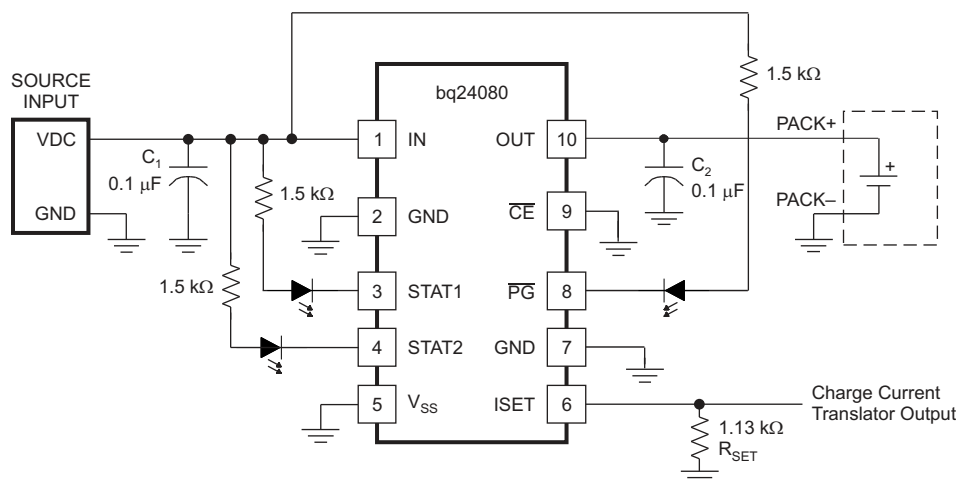 SOURCE
INPUT
VDC
GND
C1
0.1 μF
1.5 kΩ
1.5 kΩ
bq24080
1
IN
2
GND
3
STAT1
4
STAT2
5
VSS
OUT
10
CE
9
PG
8
GND
7
ISET
6
1.5 kΩ
C2
0.1 μF
PACK+
+
PACK–
Charge Current
Translator Output
1.13 kΩ
RSET